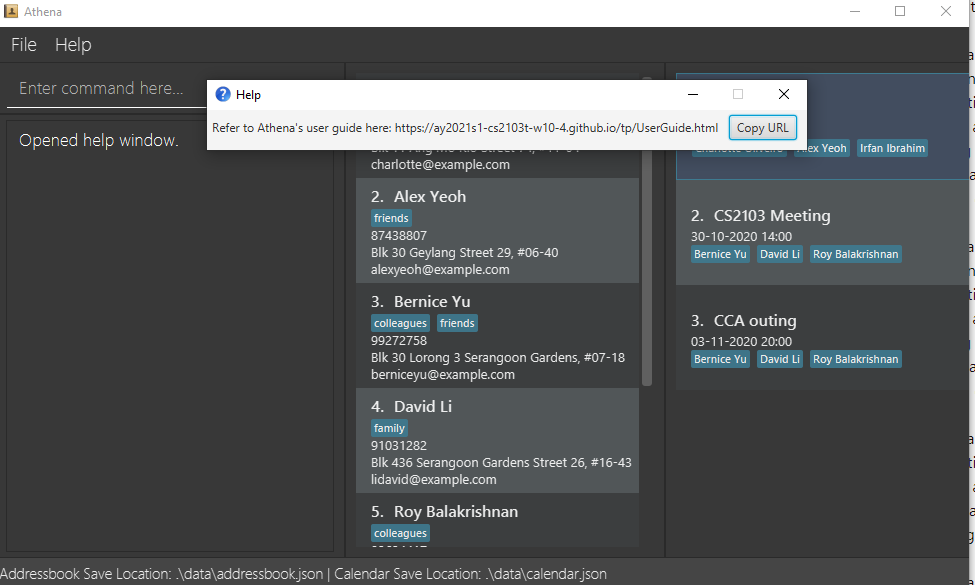 Athena
File Help
Enter command here...
Opened help window.
Help
Refer to Athena's user guide here: https://ay2021s1-cs2103t-w10-4.github.io/tp/UserGuide.html
Copy URL
charlotte@example.com
2. Alex Yeoh
friends
87438807
Blk 30 Geylang Street 29, #06-40
alexyeoh@example.com
3. Bernice Yu
colleagues friends
99272758
Blk 30 Lorong 3 Serangoon Gardens, #07-18
berniceyu@example.com
4. David Li
family
91031282
Blk 436 Serangoon Gardens Street 26, #16-43
lidavid@example.com
5. Roy Balakrishnan
colleagues
Alex Yeoh Irfan Ibrahim
2. CS2103 Meeting
30-10-2020 14:00
Bernice Yu David Li Roy Balakrishnan
3. CCA outing
03-11-2020 20:00
Bernice Yu David Li Roy Balakrishnan
Addressbook Save Location: .\data\addressbook.json | Calendar Save Location: .\data\calendar.json